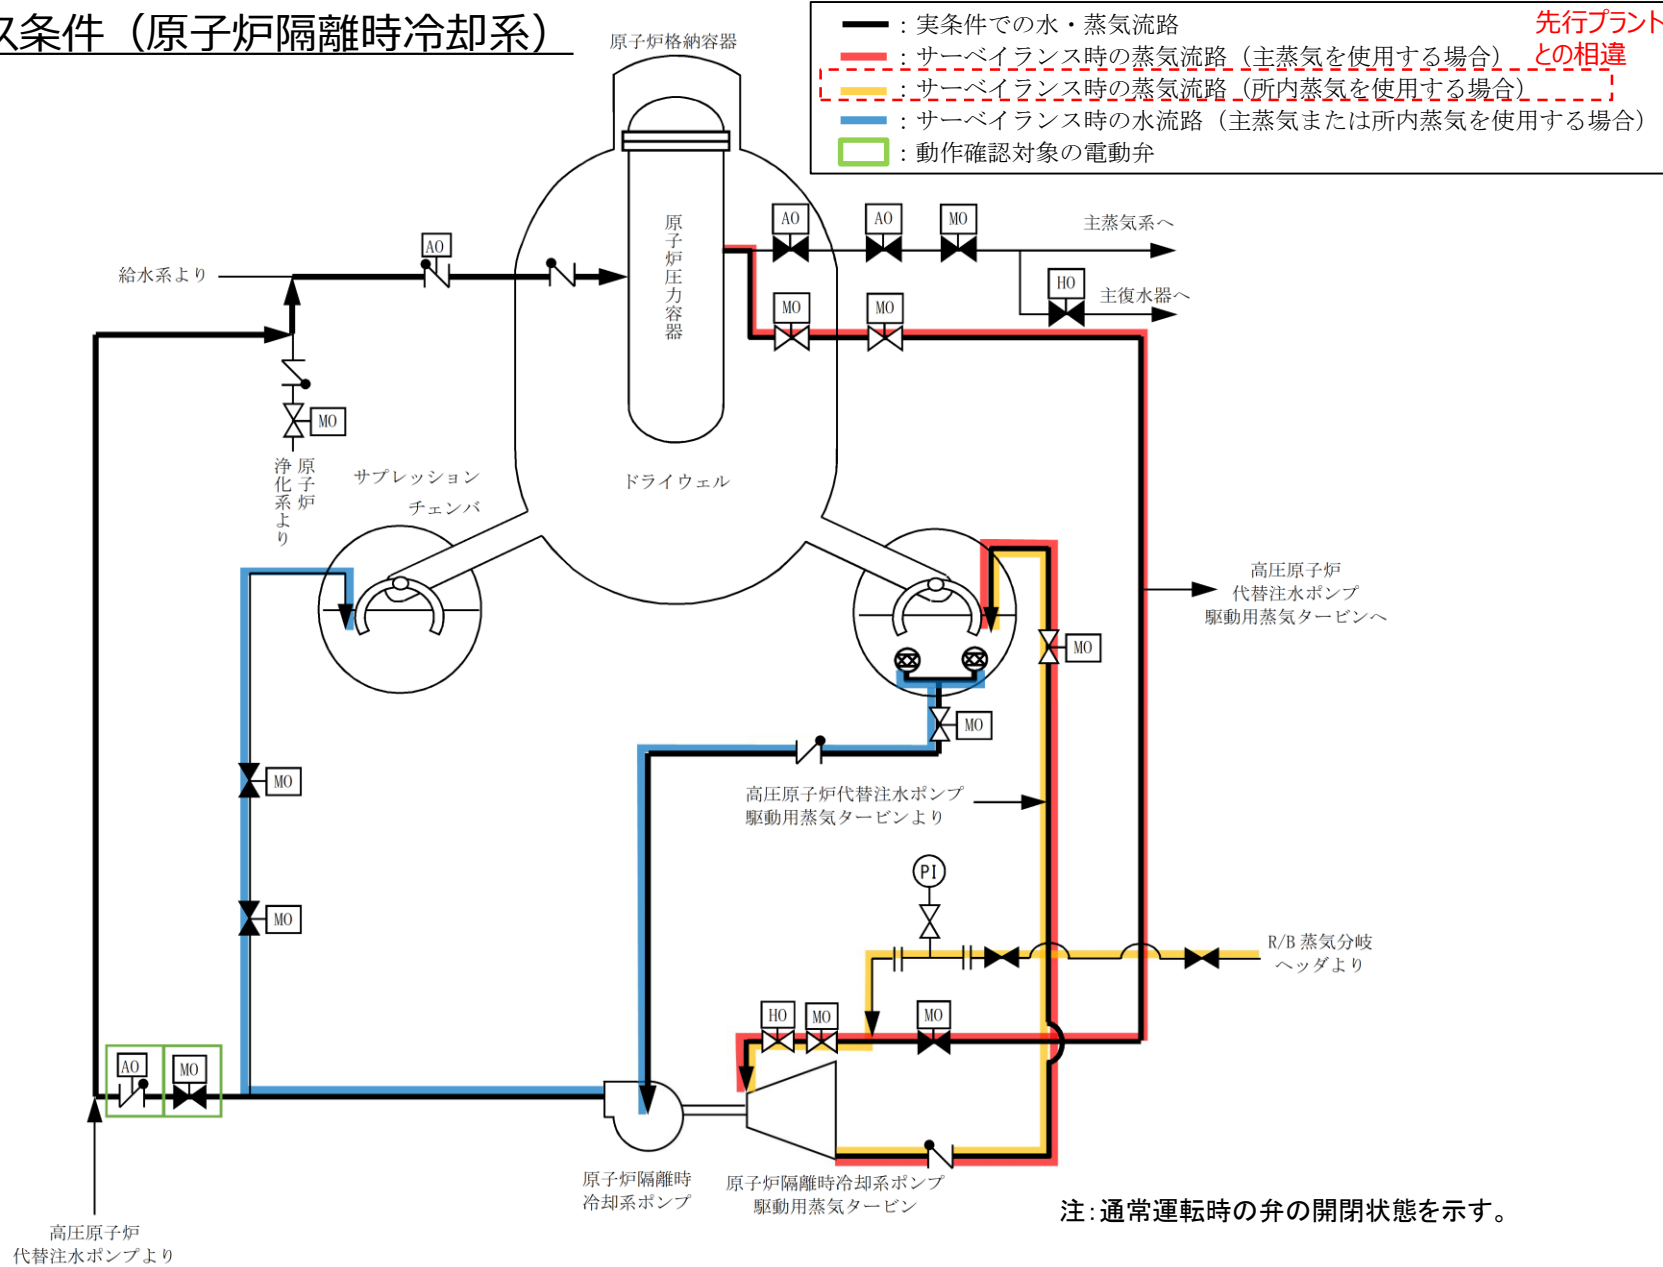 ス条件（原子炉隔離時冷却系）
：実条件での水・蒸気流路
：サーベイランス時の蒸気流路（主蒸気を使用する場合）
：サーベイランス時の蒸気流路（所内蒸気を使用する場合）
：サーベイランス時の水流路（主蒸気または所内蒸気を使用する場合）
：動作確認対象の電動弁
先行プラント
との相違
原子炉格納容器
原子炉圧力容器
AO
AO
MO
主蒸気系へ
HO
主復水器へ
MO
MO
給水系より
AO
MO
原子炉
浄化系より
サプレッション
チェンバ
ドライウェル
高圧原子炉
代替注水ポンプ
駆動用蒸気タービンへ
MO
MO
MO
MO
高圧原子炉代替注水ポンプ
駆動用蒸気タービンより
PI
R/B 蒸気分岐
ヘッダより
HO
MO
MO
AO
MO
原子炉隔離時
冷却系ポンプ
原子炉隔離時冷却系ポンプ
駆動用蒸気タービン
高圧原子炉
代替注水ポンプより
注：通常運転時の弁の開閉状態を示す。